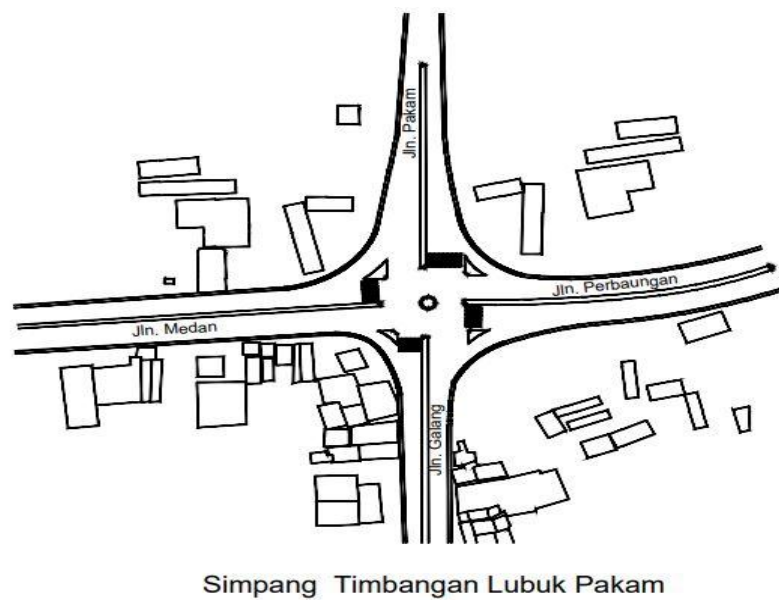 Jln. Pakam
Jln. Perbaungan
Jln. Medan
Jln. Galang
Simpang Timbangan Lubuk Pakam